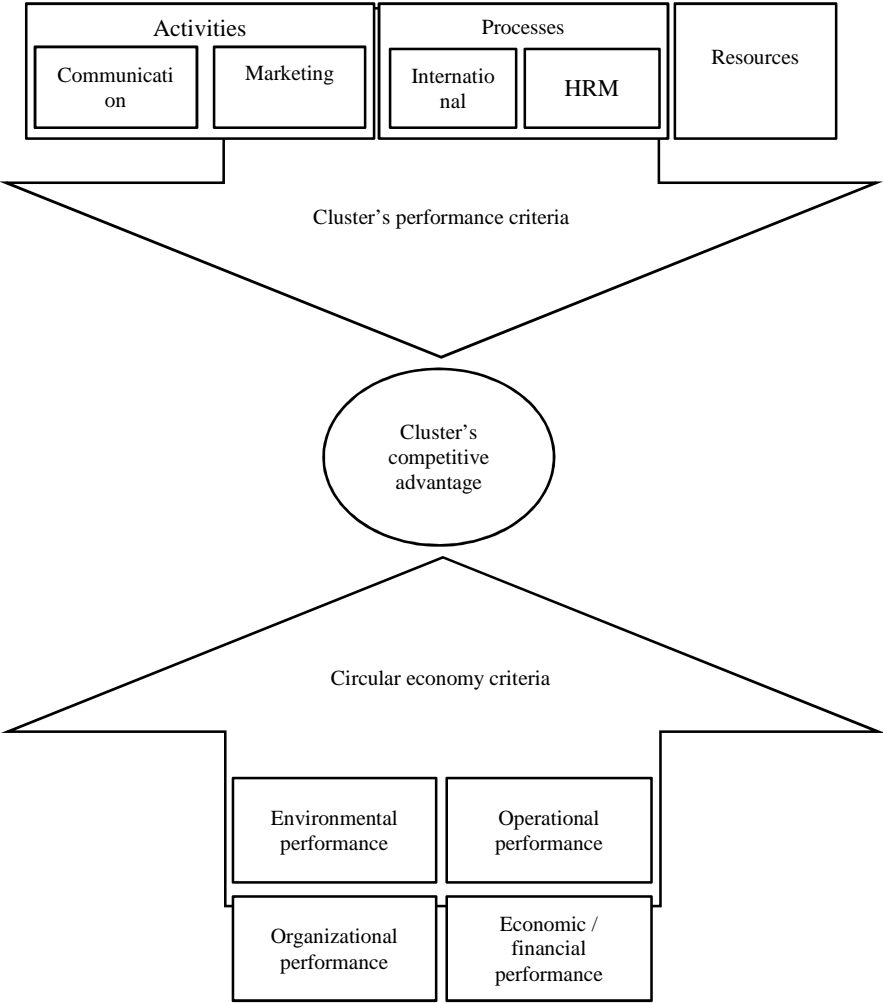 Activities
Communicati
on
Marketing
Processes
Internatio
nal
HRM
Resources
Cluster’s performance criteria
Cluster’s
competitive
advantage
Circular economy criteria
Environmental
performance
Operational
performance
Organizational
performance
Economic /
financial
performance